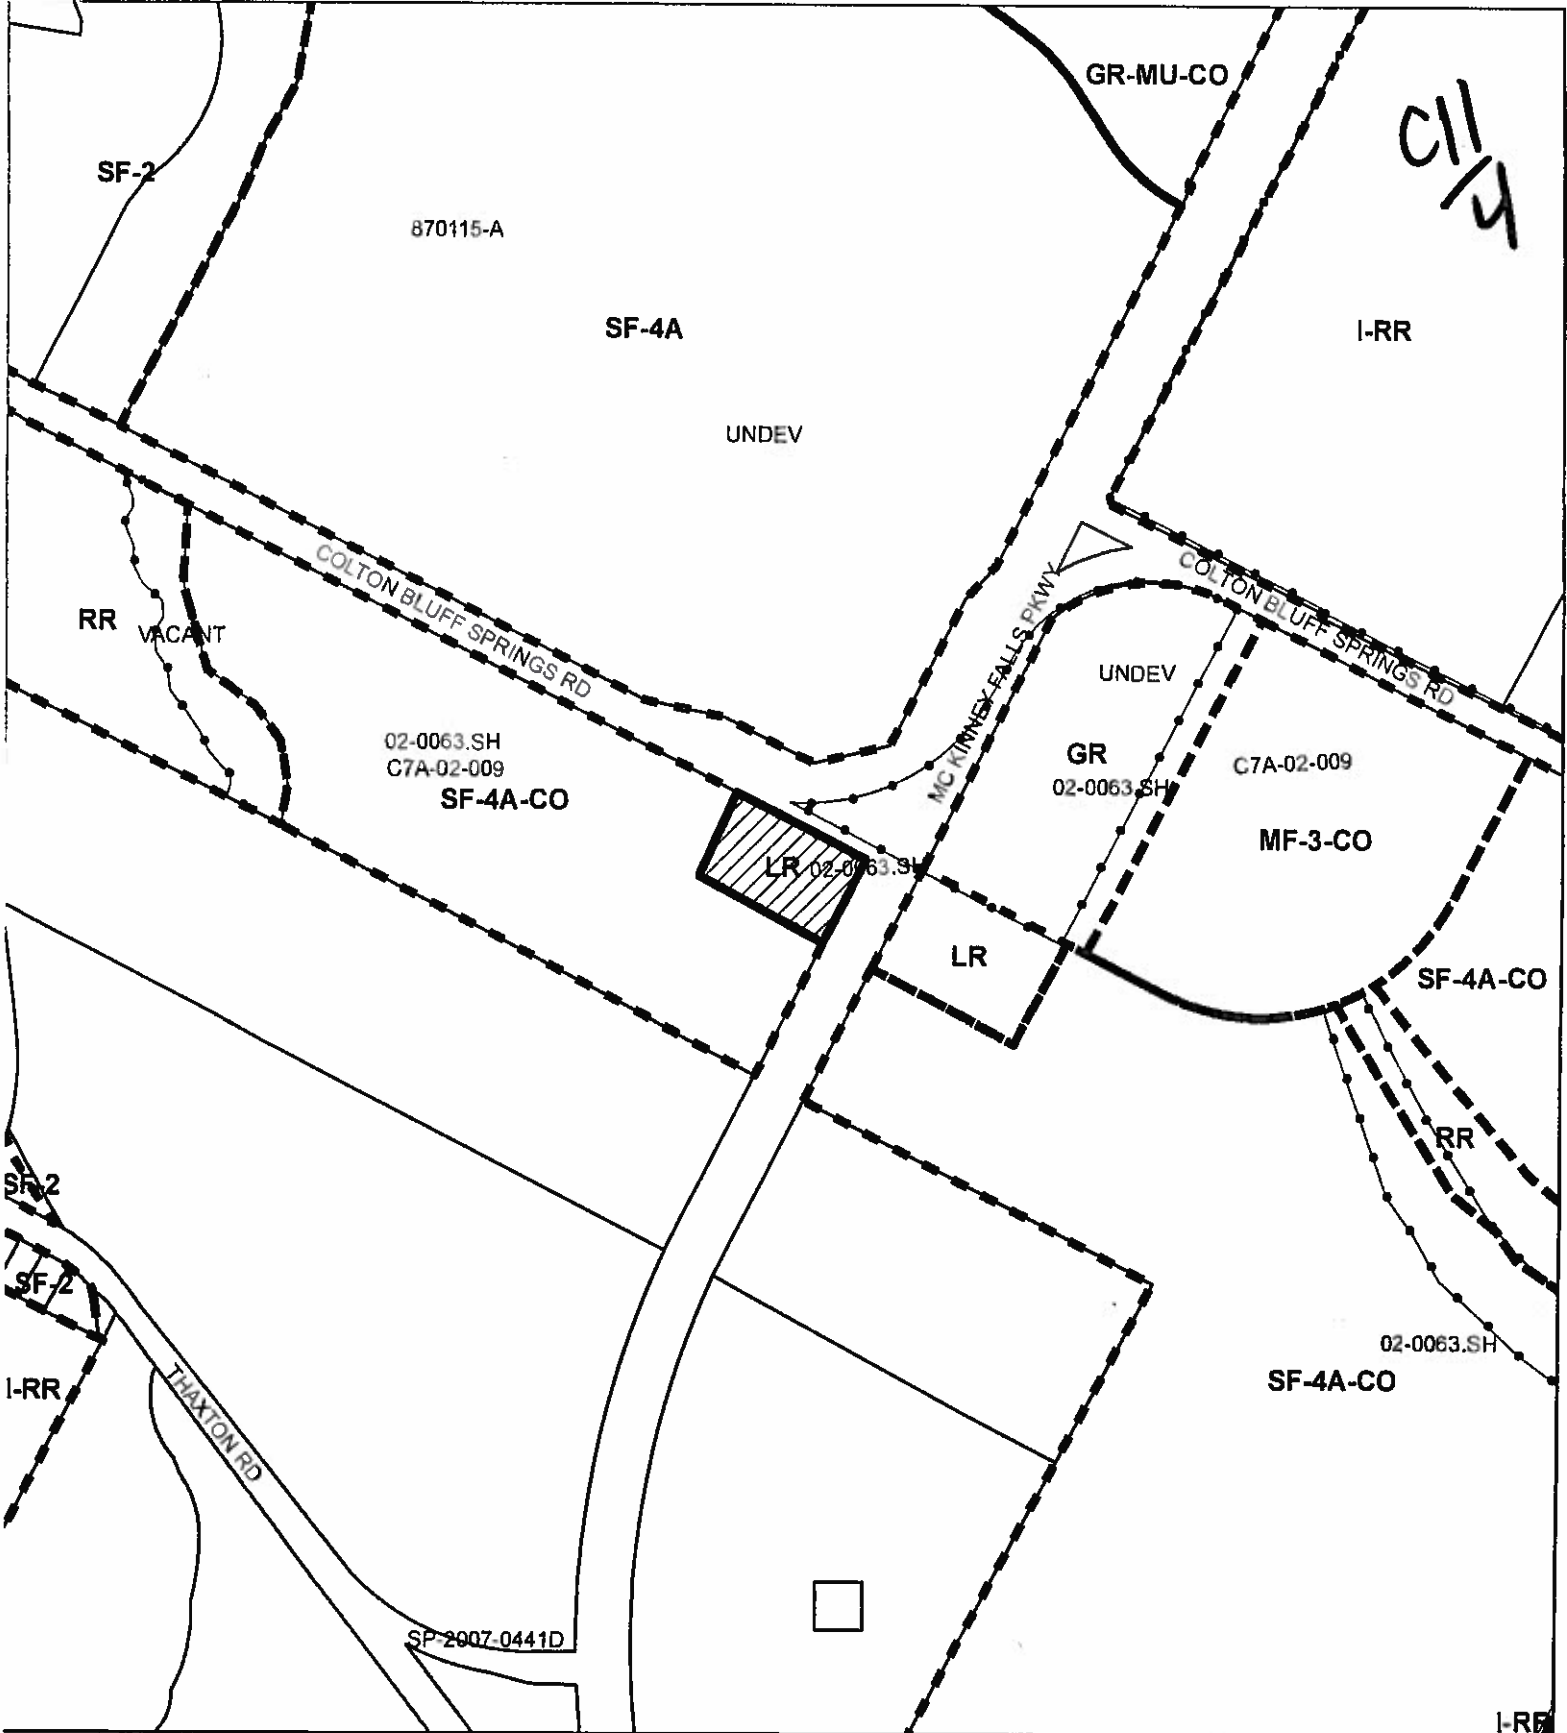 GR-MU-CO
C11/4
SF-2
870115-A
SF-4A
I-RR
UNDEV
COLTON BLUFF SPRINGS RD
COLTON BLUFF SPRINGS RD
MC KINNEY FALLS PKWY
RR
VACANT
UNDEV
02-0063.SH
C7A-02-009
SF-4A-CO
GR
02-0063.SH
C7A-02-009
MF-3-CO
LR 02-0063.SH
LR
SF-4A-CO
RR
SF-2
SF-2
I-RR
THAXTON RD
02-0063.SH
SF-4A-CO
SP-2007-0441D
I-RR